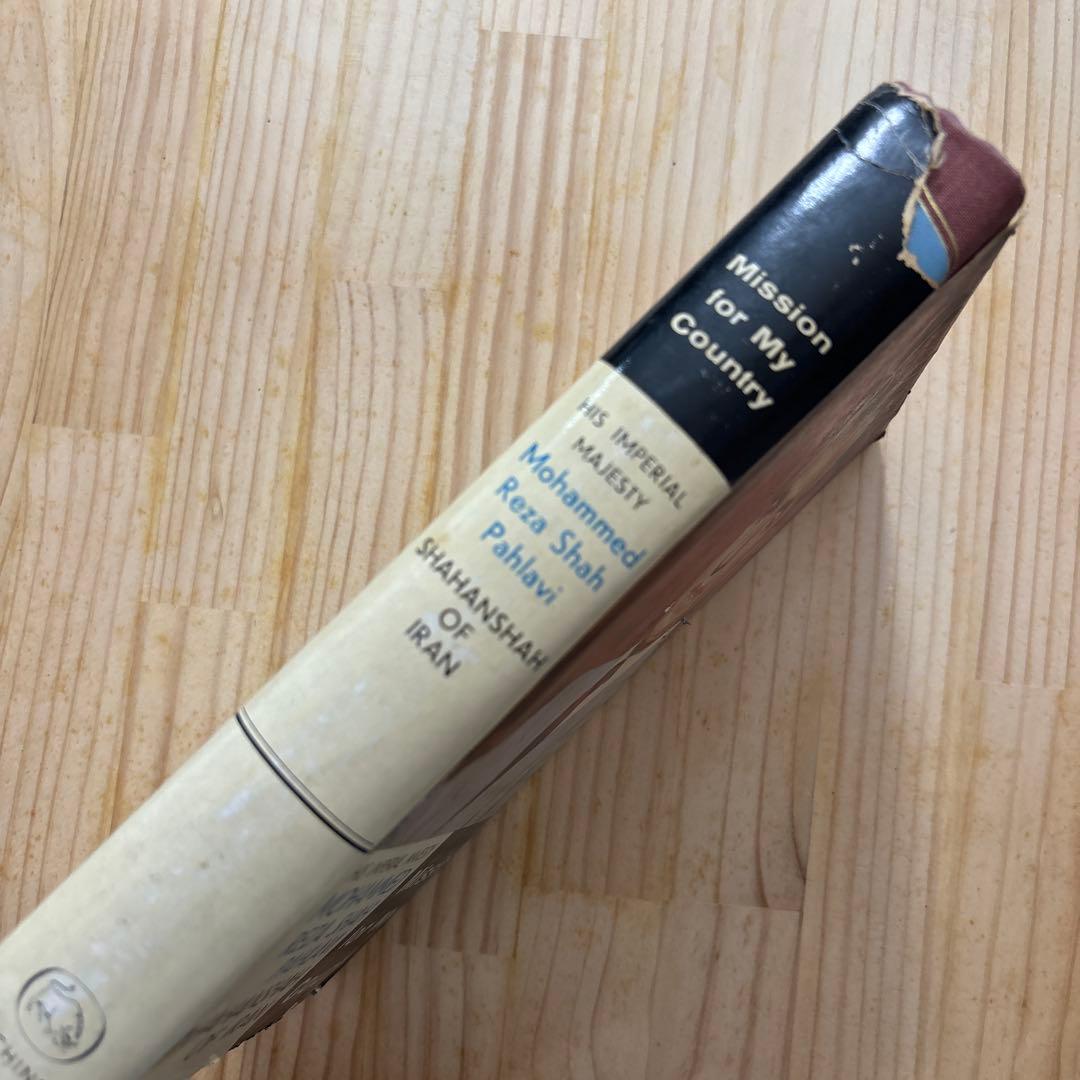 Mission
for My
Country
HIS IMPERIAL
MAJESTY
Mohammed
Reza Shah
Pahlavi
SHAHANSHAH
OF
IRAN